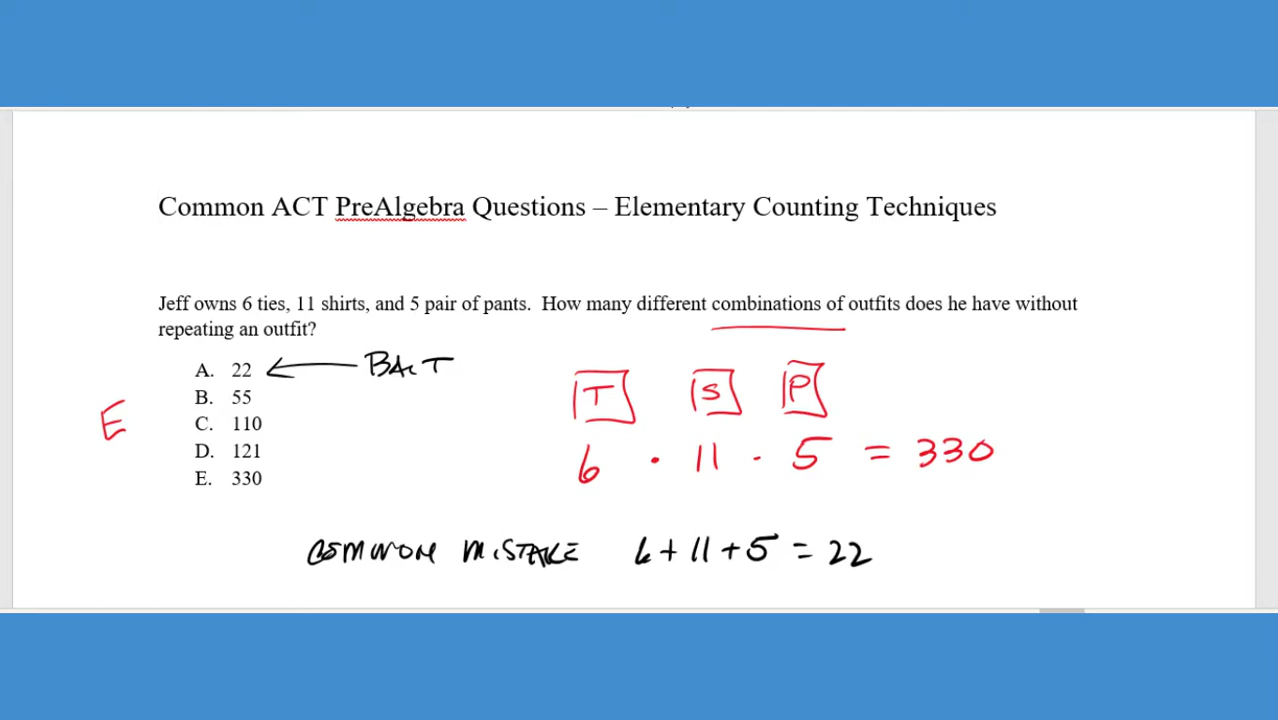 Common ACT PreAlgebra Questions – Elementary Counting Techniques
Jeff owns 6 ties, 11 shirts, and 5 pair of pants.  How many different combinations of outfits does he have without
repeating an outfit?
A. 22 ← BAIT
B. 55
C. 110
D. 121
E. 330
E
T S P
6 · 11 · 5 = 330
COMMON MISTAKE 6+11+5 = 22